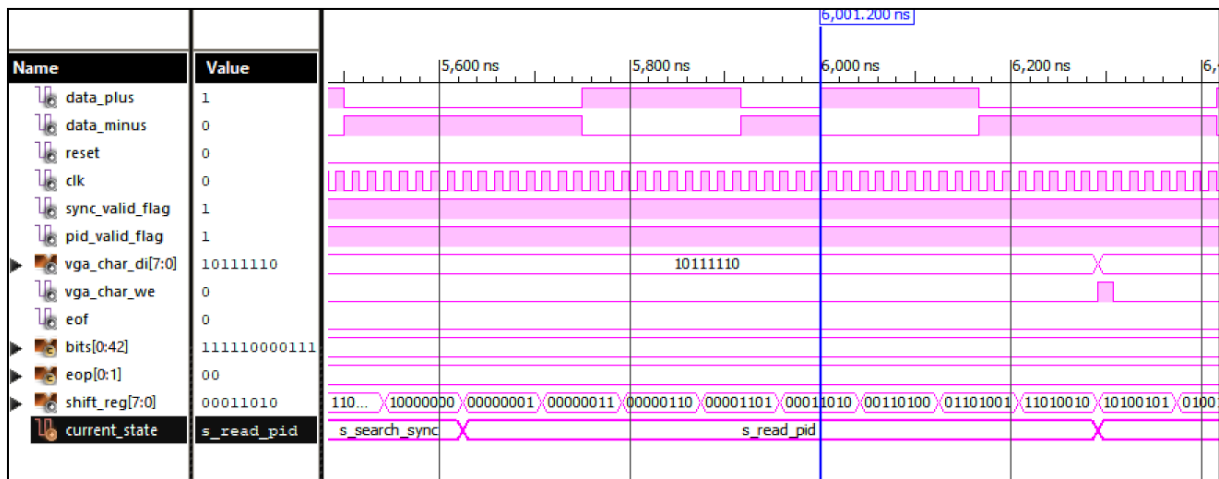 6,001.200 ns
Name Value 5,600 ns 5,800 ns 6,000 ns 6,200 ns 6,
data_plus 1
data_minus 0
reset 0
clk 0
sync_valid_flag 1
pid_valid_flag 1
vga_char_di[7:0] 10111110 10111110
vga_char_we 0
eof 0
bits[0:42] 111110000111
eop[0:1] 00
shift_reg[7:0] 00011010 110... 10000000 00000001 00000011 00000110 00001101 00011010 00110100 01101001 11010010 10100101 0100
current_state s_read_pid s_search_sync s_read_pid